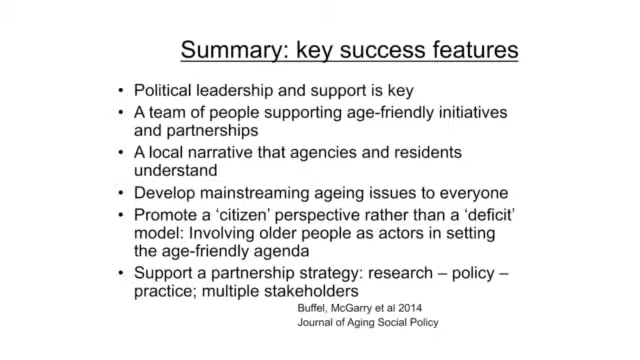 Summary: key success features
• Political leadership and support is key
• A team of people supporting age-friendly initiatives
and partnerships
• A local narrative that agencies and residents
understand
• Develop mainstreaming ageing issues to everyone
• Promote a ‘citizen’ perspective rather than a ‘deficit’
model: Involving older people as actors in setting
the age-friendly agenda
• Support a partnership strategy: research – policy –
practice; multiple stakeholders
Buffel, McGarry et al 2014
Journal of Aging Social Policy